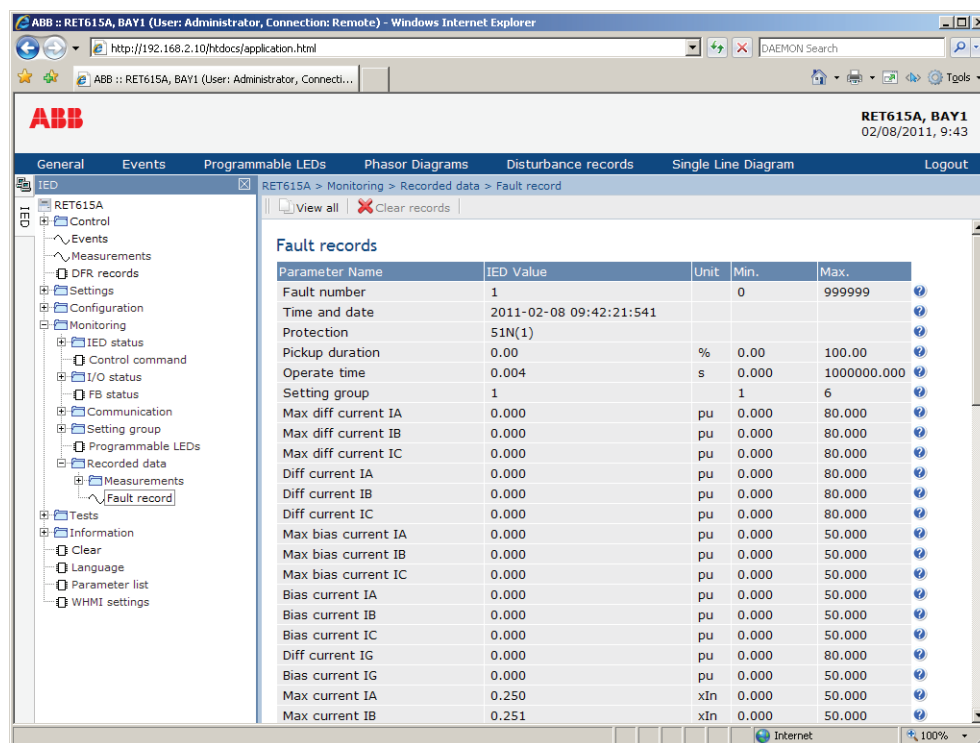 ABB :: RET615A, BAY1 (User: Administrator, Connection: Remote) - Windows Internet Explorer
http://192.168.2.10/htdocs/application.html
DAEMON Search
ABB :: RET615A, BAY1 (User: Administrator, Connecti...
Tools
ABB
RET615A, BAY1
02/08/2011, 9:43
General Events Programmable LEDs Phasor Diagrams Disturbance records Single Line Diagram Logout
IED
IED
RET615A > Monitoring > Recorded data > Fault record
View all Clear records
RET615A
Control
Events
Measurements
DFR records
Settings
Configuration
Monitoring
IED status
Control command
I/O status
FB status
Communication
Setting group
Programmable LEDs
Recorded data
Measurements
Fault record
Tests
Information
Clear
Language
Parameter list
WHMI settings
Fault records
Parameter Name IED Value Unit Min. Max.
Fault number 1 0 999999
Time and date 2011-02-08 09:42:21:541
Protection 51N(1)
Pickup duration 0.00 % 0.00 100.00
Operate time 0.004 s 0.000 1000000.000
Setting group 1 1 6
Max diff current IA 0.000 pu 0.000 80.000
Max diff current IB 0.000 pu 0.000 80.000
Max diff current IC 0.000 pu 0.000 80.000
Diff current IA 0.000 pu 0.000 80.000
Diff current IB 0.000 pu 0.000 80.000
Diff current IC 0.000 pu 0.000 80.000
Max bias current IA 0.000 pu 0.000 50.000
Max bias current IB 0.000 pu 0.000 50.000
Max bias current IC 0.000 pu 0.000 50.000
Bias current IA 0.000 pu 0.000 50.000
Bias current IB 0.000 pu 0.000 50.000
Bias current IC 0.000 pu 0.000 50.000
Diff current IG 0.000 pu 0.000 80.000
Bias current IG 0.000 pu 0.000 50.000
Max current IA 0.250 xIn 0.000 50.000
Max current IB 0.251 xIn 0.000 50.000
Internet 100%